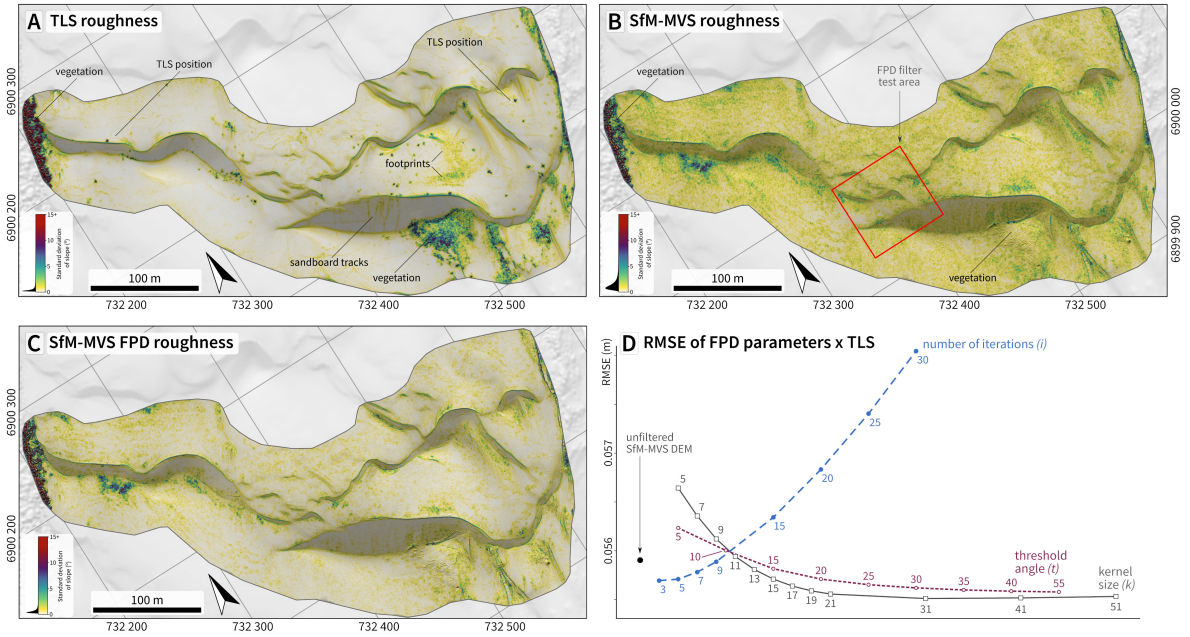 A TLS roughness
vegetation
TLS position
TLS position
footprints
sandboard tracks
vegetation
15+
10
5
0
Standard deviation
of slope (°)
100 m
6900 300
6900 200
732 200
732 300
732 400
732 500
B SfM-MVS roughness
vegetation
FPD filter
test area
vegetation
15+
10
5
0
Standard deviation
of slope (°)
100 m
6900 000
6899 900
732 200
732 300
732 400
732 500
C SfM-MVS FPD roughness
15+
10
5
0
Standard deviation
of slope (°)
100 m
6900 300
6900 200
732 200
732 300
732 400
732 500
D RMSE of FPD parameters x TLS
RMSE (m)
0.057
0.056
unfiltered
SfM-MVS DEM
number of iterations (i)
3
5
7
9
15
20
25
30
threshold
angle (t)
5
10
15
20
25
30
35
40
55
kernel
size (k)
5
7
9
11
13
15
17
19
21
31
41
51